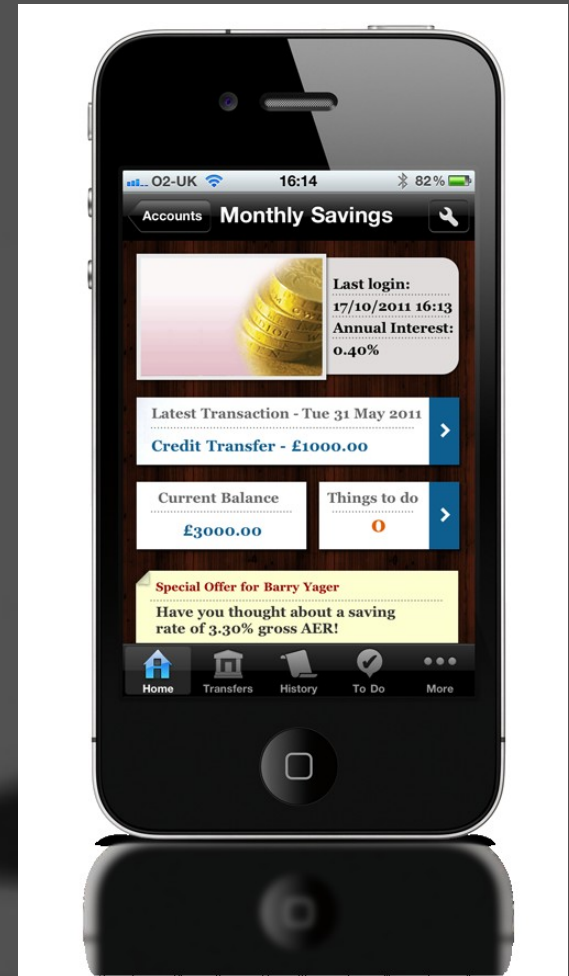 O2-UK 16:14 82%
Accounts Monthly Savings
Last login:
17/10/2011 16:13
Annual Interest:
0.40%
Latest Transaction - Tue 31 May 2011
Credit Transfer - £1000.00
Current Balance
£3000.00
Things to do
0
Special Offer for Barry Yager
Have you thought about a saving
rate of 3.30% gross AER!
Home Transfers History To Do More